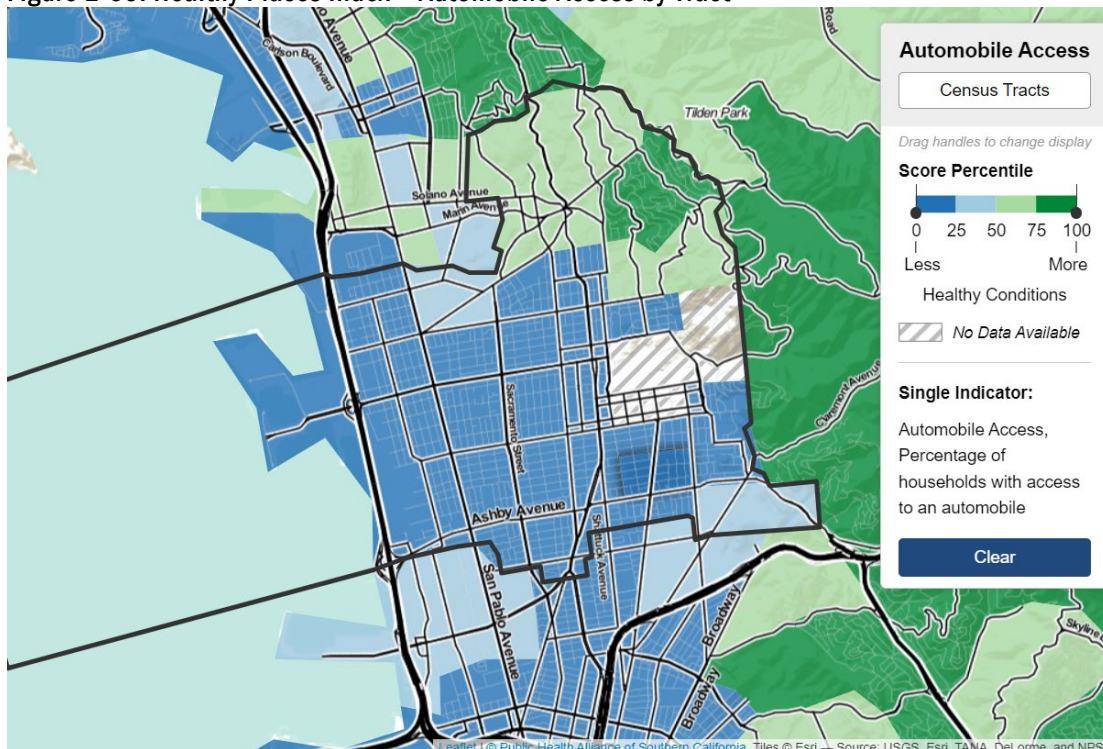 Automobile Access
Census Tracts
Drag handles to change display
Score Percentile
0 25 50 75 100
Less More
Healthy Conditions
No Data Available
Single Indicator:
Automobile Access,
Percentage of
households with access
to an automobile
Clear
Carlson Boulevard
Avenue
Road
Tilden Park
Solano Avenue
Marin Avenue
Claremont Avenue
Sacramento Street
Ashby Avenue
Shattuck Avenue
San Pablo Avenue
Broadway
Broadway
Skyline
Leaflet | © Public Health Alliance of Southern California, Tiles © Esri — Source: USGS, Esri, TANA, DeLorme, and NPS